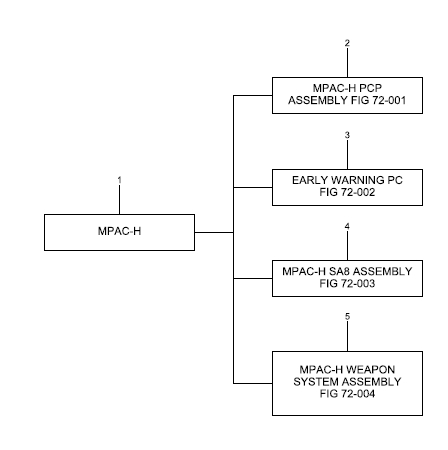 2
MPAC-H PCP
ASSEMBLY FIG 72-001
3
EARLY WARNING PC
FIG 72-002
1
MPAC-H
4
MPAC-H SA8 ASSEMBLY
FIG 72-003
5
MPAC-H WEAPON
SYSTEM ASSEMBLY
FIG 72-004